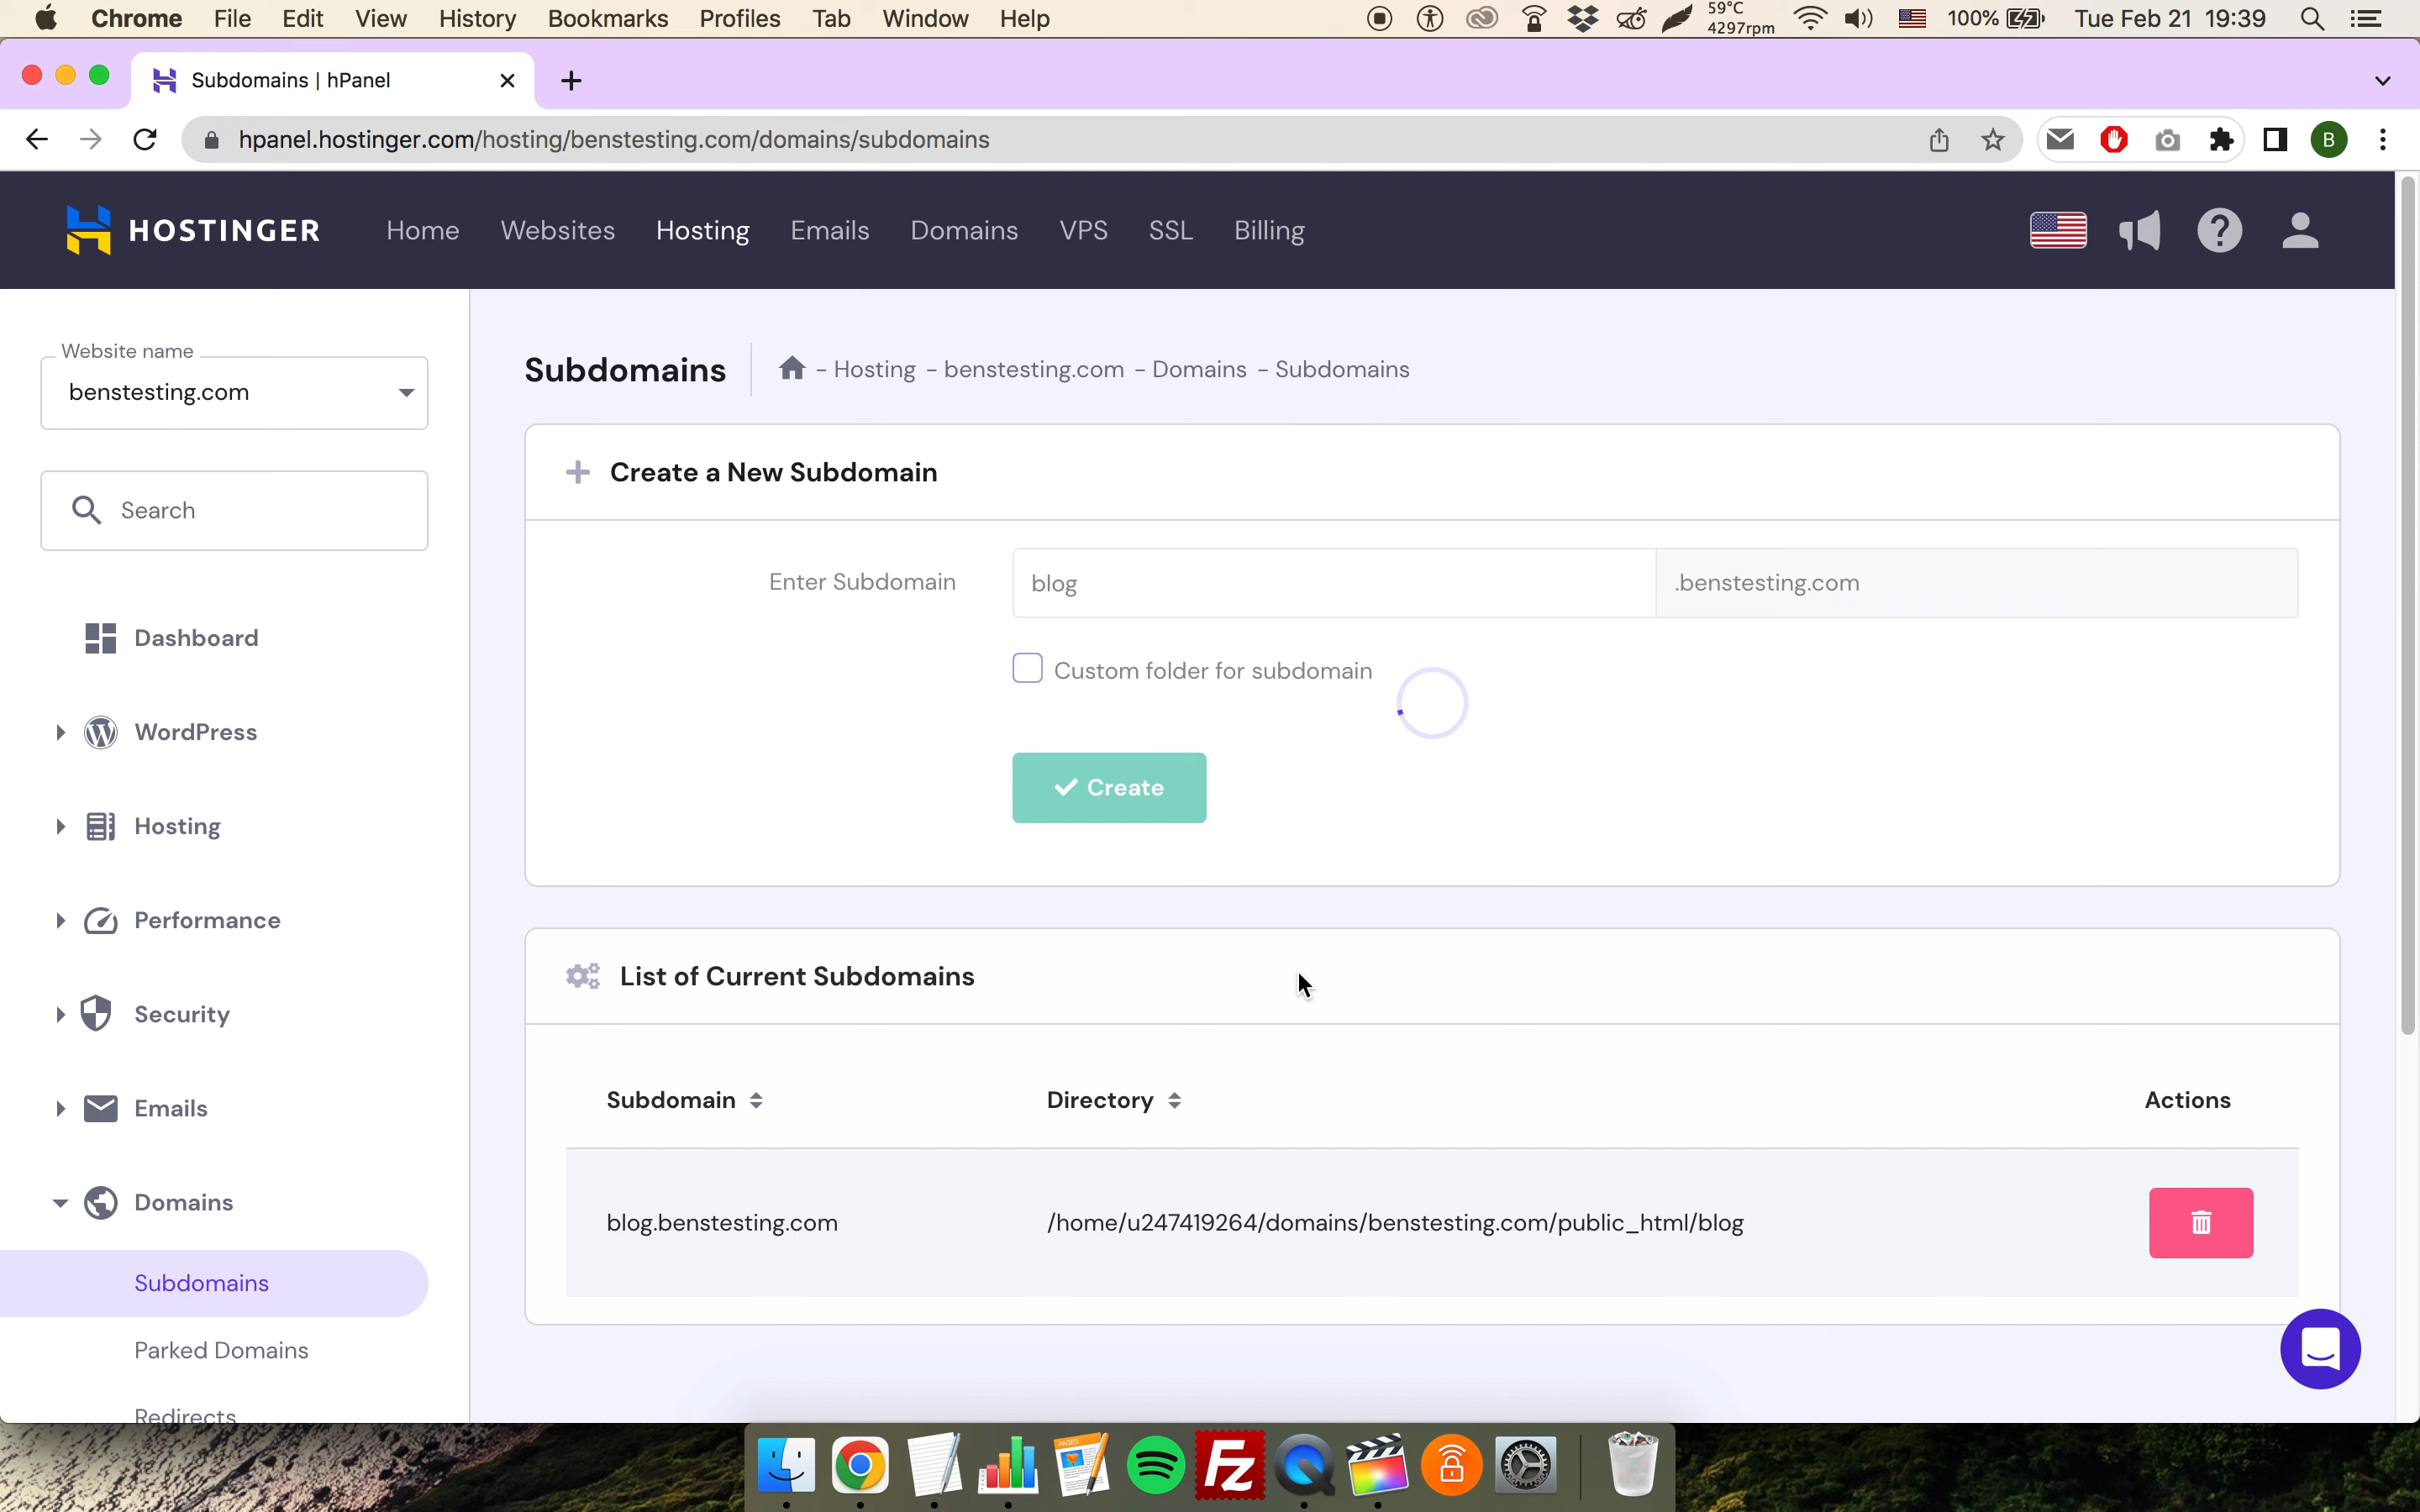 Chrome File Edit View History Bookmarks Profiles Tab Window Help 59°C 4297rpm 100% Tue Feb 21 19:39
Subdomains | hPanel
hpanel.hostinger.com/hosting/benstesting.com/domains/subdomains B
HOSTINGER Home Websites Hosting Emails Domains VPS SSL Billing
Website name
benstesting.com
Search
Dashboard
WordPress
Hosting
Performance
Security
Emails
Domains
Subdomains
Parked Domains
Redirects
Subdomains - Hosting - benstesting.com - Domains - Subdomains
Create a New Subdomain
Enter Subdomain blog .benstesting.com
Custom folder for subdomain
Create
List of Current Subdomains
Subdomain Directory Actions
blog.benstesting.com /home/u247419264/domains/benstesting.com/public_html/blog
PAGES
Fz